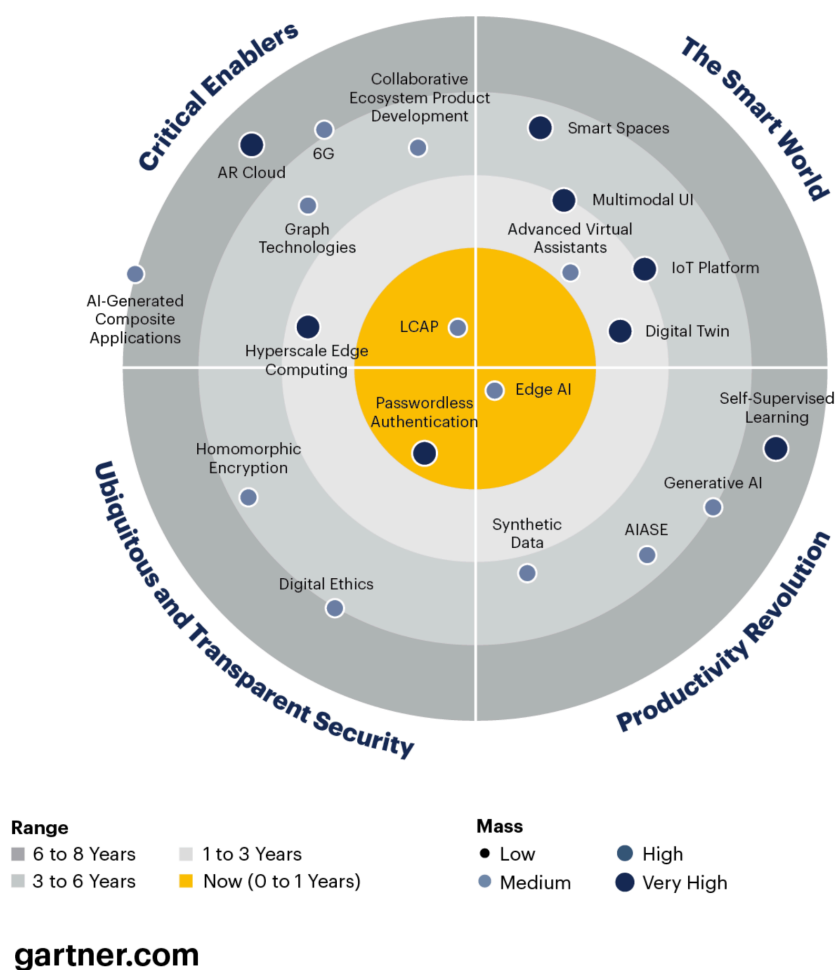 Critical Enablers
The Smart World
Collaborative
Ecosystem Product
Development
6G
AR Cloud
Graph
Technologies
AI-Generated
Composite
Applications
Hyperscale Edge
Computing
LCAP
Smart Spaces
Multimodal UI
Advanced Virtual
Assistants
IoT Platform
Digital Twin
Passwordless
Authentication
Homomorphic
Encryption
Digital Ethics
Edge AI
Self-Supervised
Learning
Generative AI
AIASE
Synthetic
Data
Ubiquitous and Transparent Security
Productivity Revolution
Range
6 to 8 Years
1 to 3 Years
3 to 6 Years
Now (0 to 1 Years)
Mass
Low
High
Medium
Very High
gartner.com